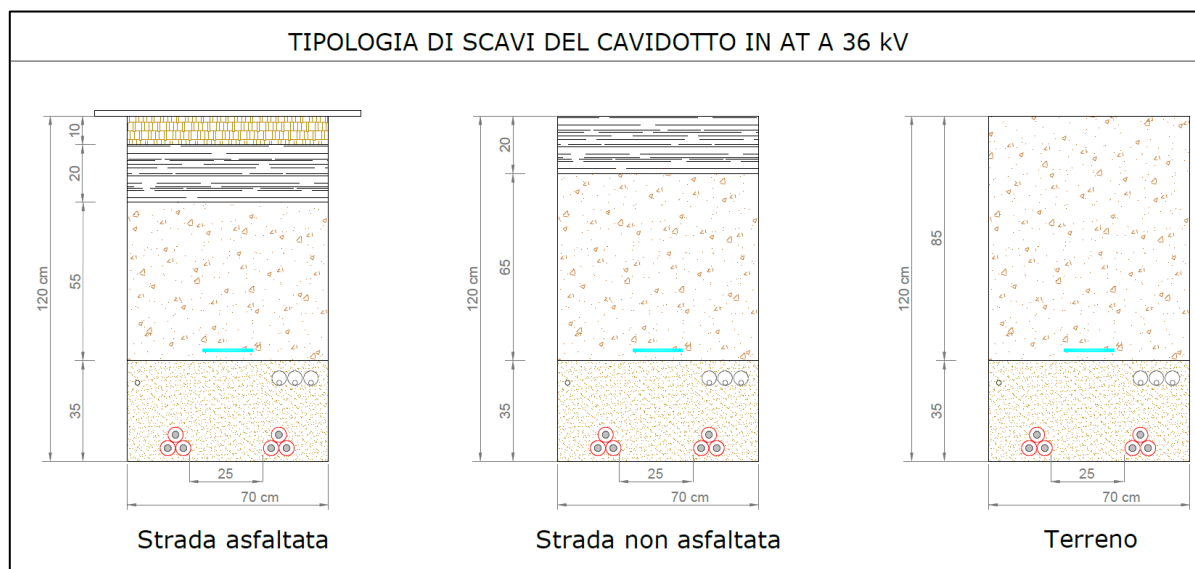 TIPOLOGIA DI SCAVI DEL CAVIDOTTO IN AT A 36 kV
120 cm
10
20
55
35
25
70 cm
Strada asfaltata
120 cm
20
65
35
25
70 cm
Strada non asfaltata
120 cm
85
35
25
70 cm
Terreno